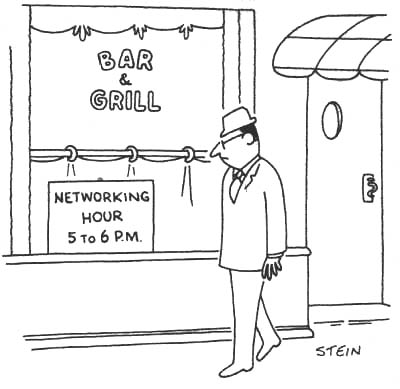 BAR
&
GRILL
NETWORKING
HOUR
5 TO 6 P.M.
STEIN